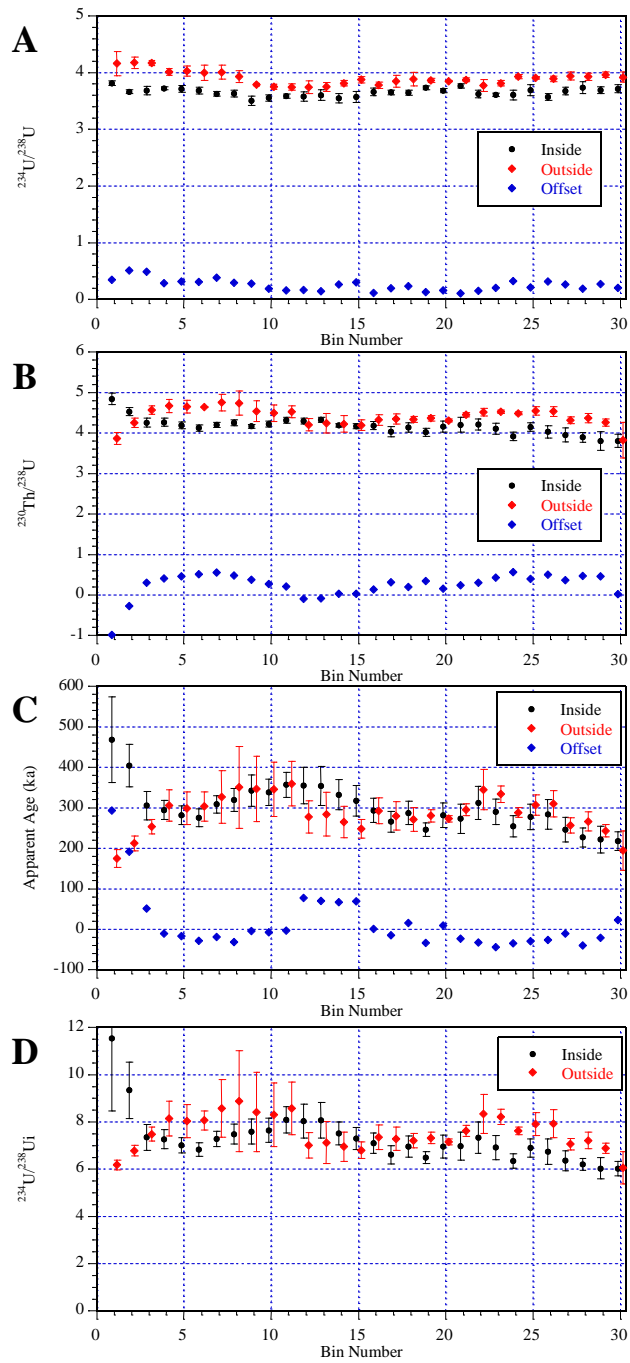 A
5
4
3
2
1
0
²³⁴U/²³⁸U
Inside
Outside
Offset
0 5 10 15 20 25 30
Bin Number
B
6
5
4
3
2
1
0
-1
²³⁰Th/²³⁸U
Inside
Outside
Offset
0 5 10 15 20 25 30
Bin Number
C
600
500
400
300
200
100
0
-100
Apparent Age (ka)
Inside
Outside
Offset
0 5 10 15 20 25 30
Bin Number
D
12
10
8
6
4
2
0
²³⁴U/²³⁸Ui
Inside
Outside
0 5 10 15 20 25 30
Bin Number